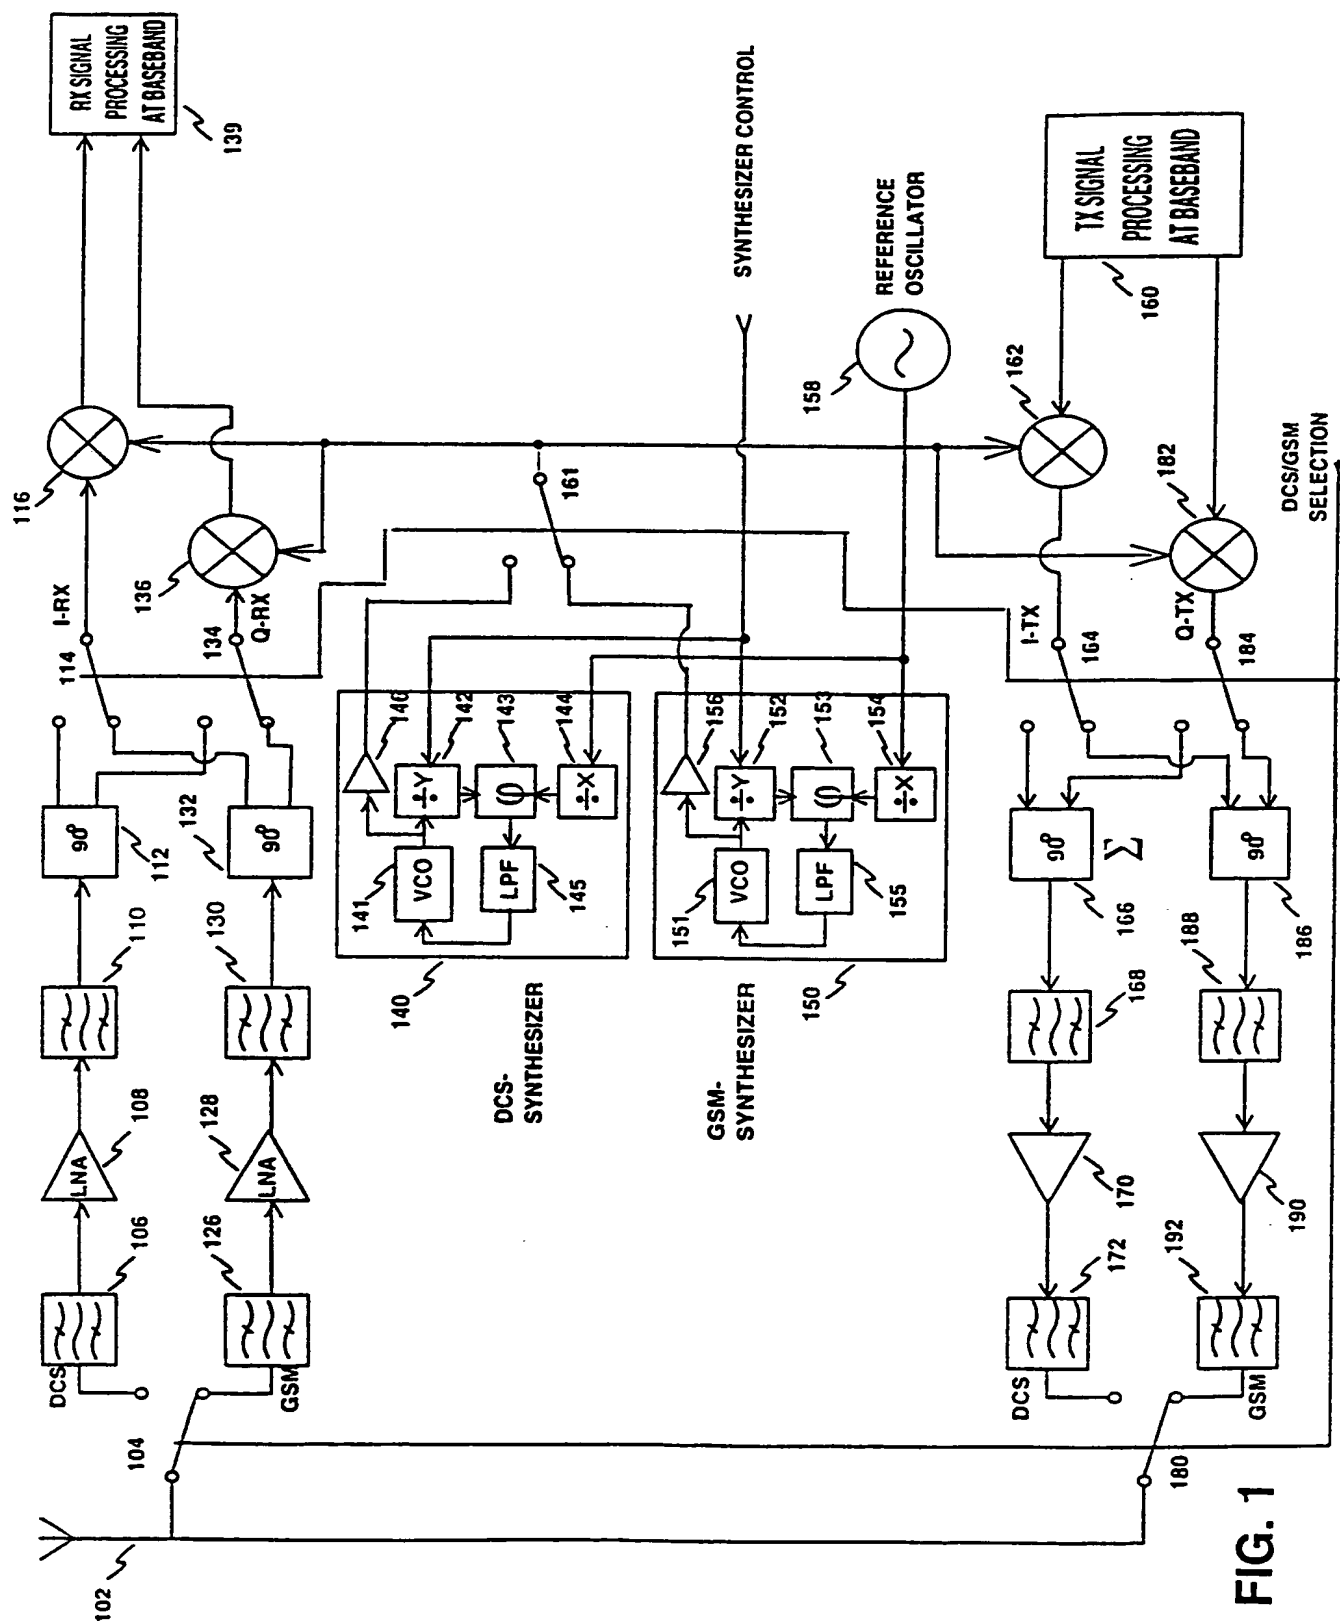 RX SIGNAL
PROCESSING
AT BASEBAND
139
116
I-RX
114
136
Q-RX
134
112
90º
132
90º
110
130
108
LNA
128
LNA
106
126
DCS
GSM
104
102
SYNTHESIZER CONTROL
REFERENCE
OSCILLATOR
158
161
146
142
143
144
÷Y
φ
÷X
141
VCO
LPF
145
140
DCS-
SYNTHESIZER
156
152
153
154
÷Y
φ
÷X
151
VCO
LPF
155
150
GSM-
SYNTHESIZER
TX SIGNAL
PROCESSING
AT BASEBAND
160
162
182
DCS/GSM
SELECTION
I-TX
164
Q-TX
184
90º
Σ
166
90º
186
168
188
170
190
172
192
DCS
GSM
180
FIG. 1